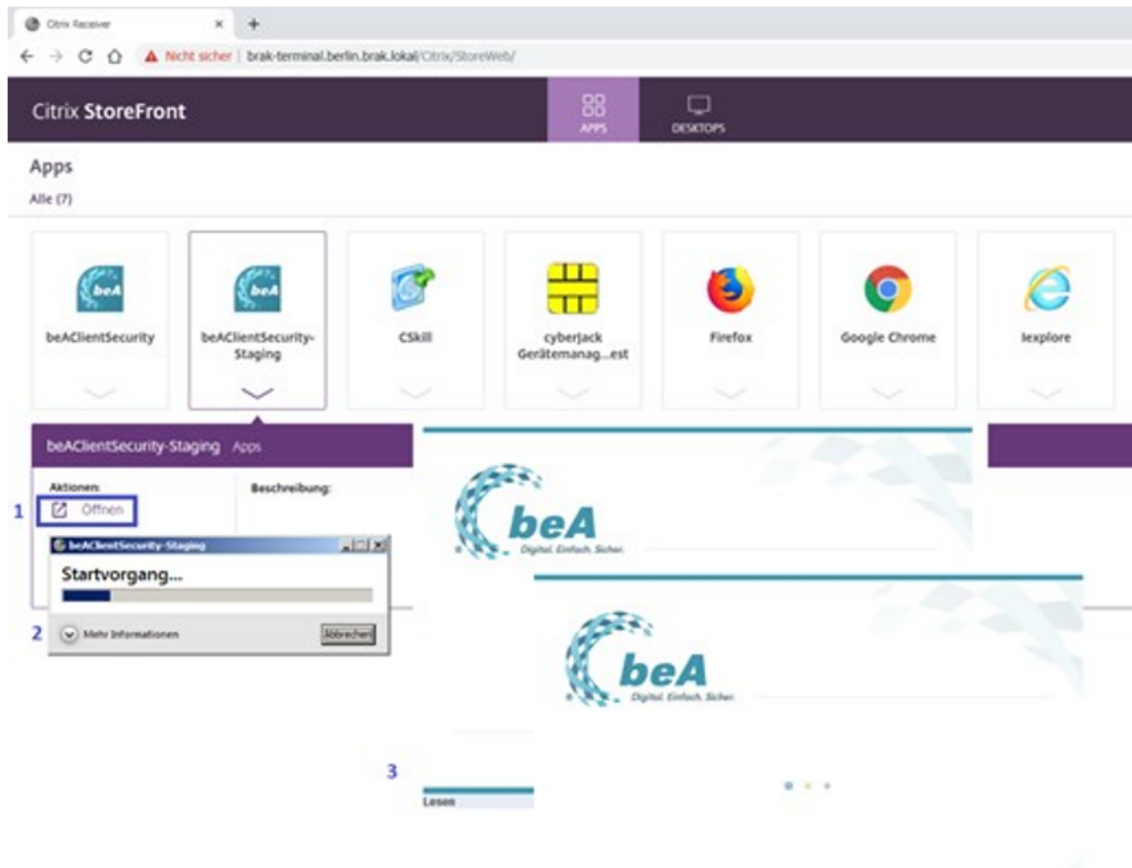 Citrix Receiver
Nicht sicher | brak-terminal.berlin.brak.lokal/Citrix/StoreWeb/
Citrix StoreFront
APPS
DESKTOPS
Apps
Alle (7)
beAClientSecurity
beAClientSecurity-
Staging
CSkill
cyberJack
Gerätemanag...est
Firefox
Google Chrome
Iexplore
beA
beA
beAClientSecurity-Staging Apps
Aktionen:
Beschreibung:
1
Öffnen
beA
Digital. Einfach. Sicher.
beAClientSecurity-Staging
Startvorgang...
2
Mehr Informationen
Abbrechen
beA
Digital. Einfach. Sicher.
3
Lesen